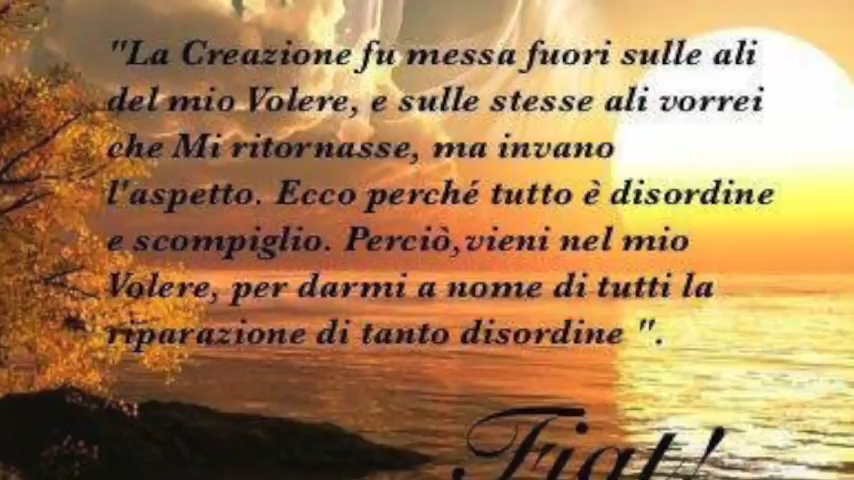 "La Creazione fu messa fuori sulle ali
del mio Volere, e sulle stesse ali vorrei
che Mi ritornasse, ma invano
l'aspetto. Ecco perché tutto è disordine
e scompiglio. Perciò,vieni nel mio
Volere, per darmi a nome di tutti la
riparazione di tanto disordine ".
Fiat!